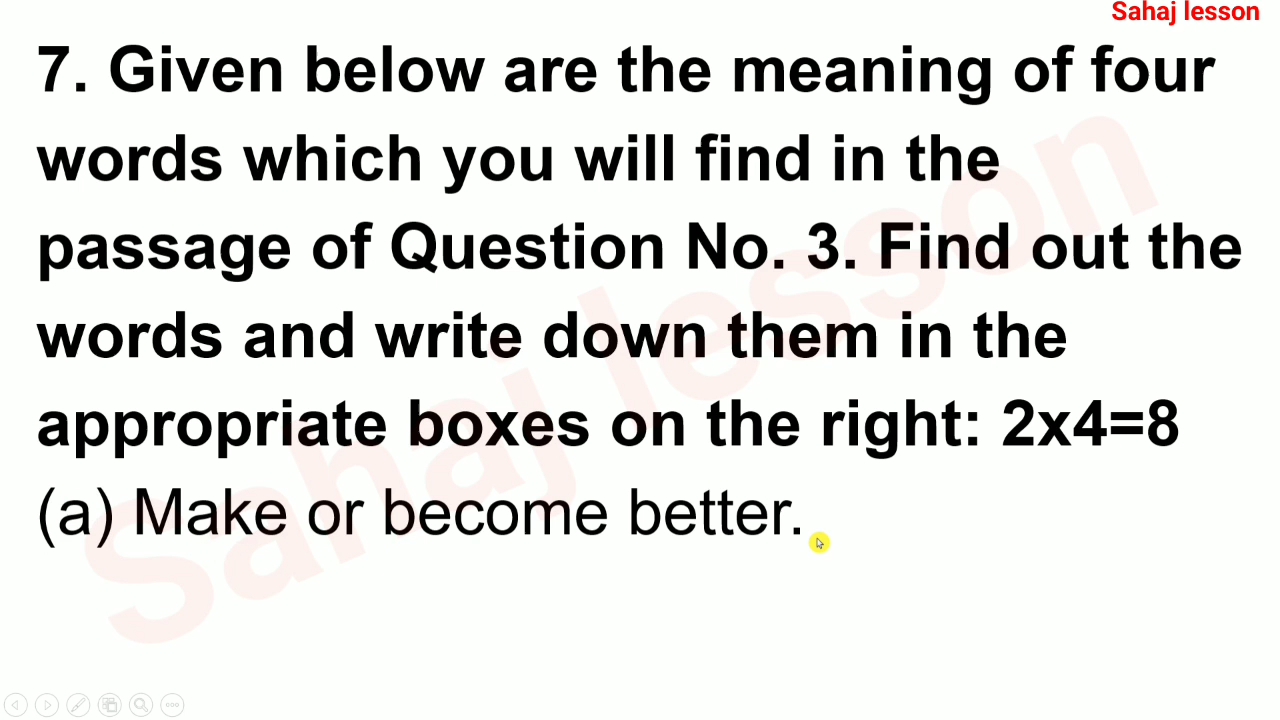 Sahaj lesson
7. Given below are the meaning of four
words which you will find in the
passage of Question No. 3. Find out the
words and write down them in the
appropriate boxes on the right: 2x4=8
(a) Make or become better.
Sahaj lesson